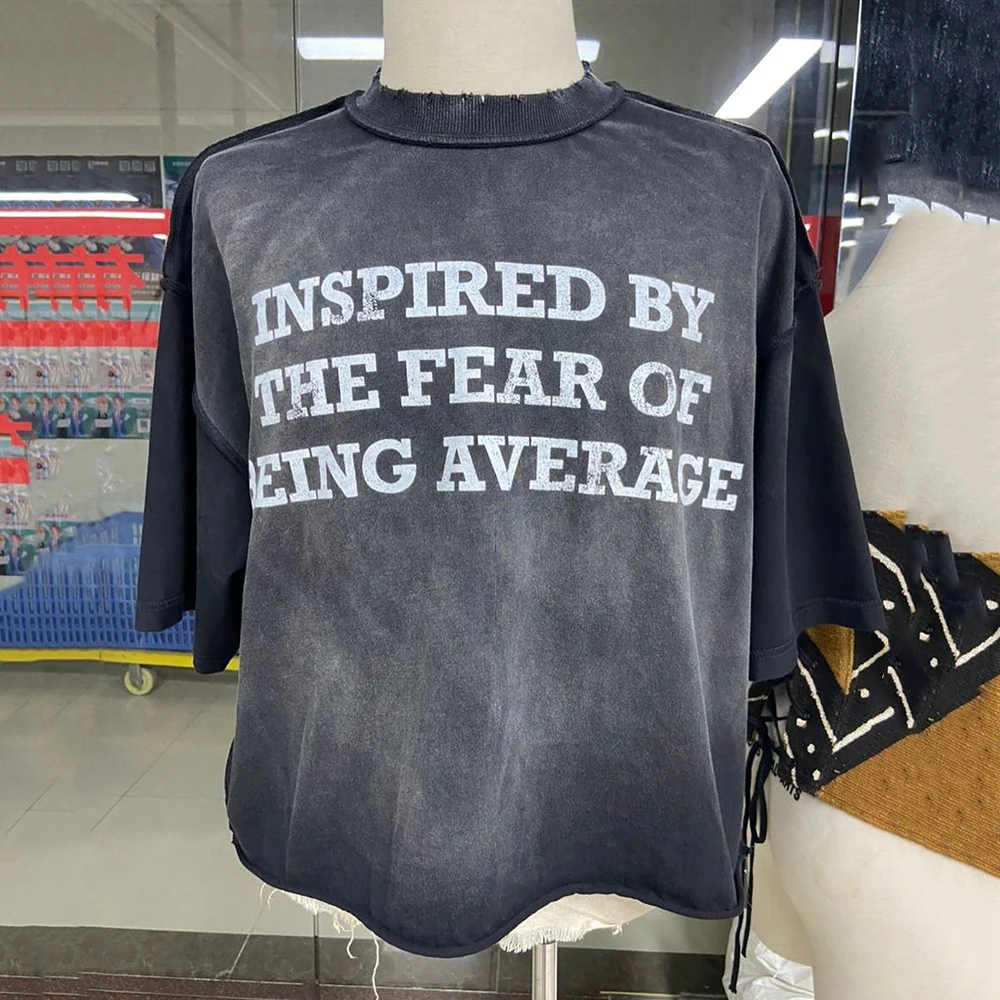 INSPIRED BY
THE FEAR OF
BEING AVERAGE